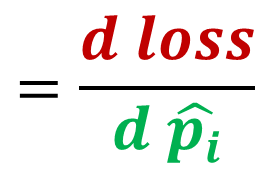 = d loss
d p̂ᵢ